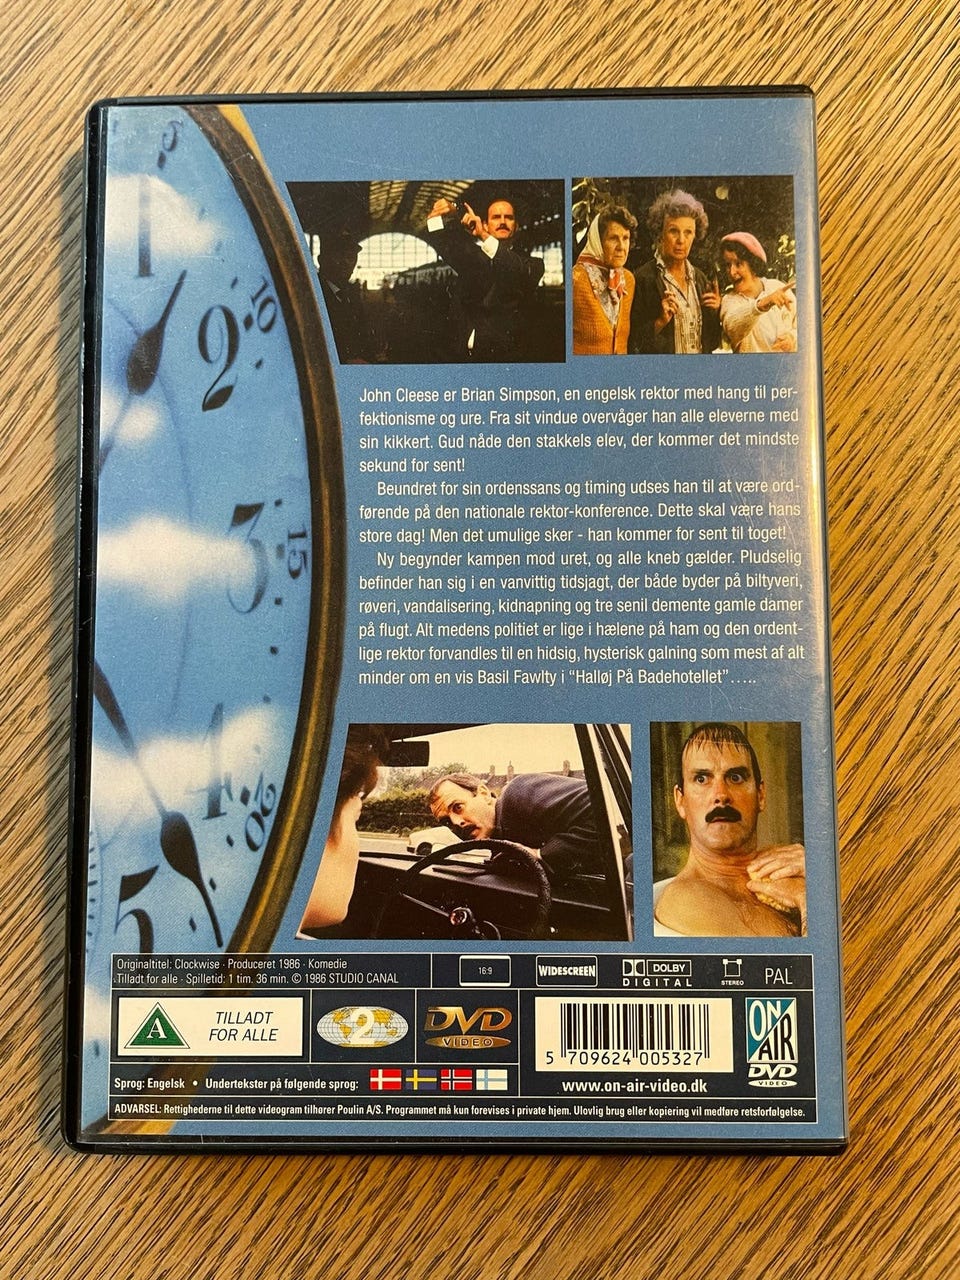 5
1
2
10
3
15
4
20
5
John Cleese er Brian Simpson, en engelsk rektor med hang til per-
fektionisme og ure. Fra sit vindue overvåger han alle eleverne med
sin kikkert. Gud nåde den stakkels elev, der kommer det mindste
sekund for sent!
Beundret for sin ordenssans og timing udses han til at være ord-
førende på den nationale rektor-konference. Dette skal være hans
store dag! Men det umulige sker - han kommer for sent til toget!
Ny begynder kampen mod uret, og alle kneb gælder. Pludselig
befinder han sig i en vanvittig tidsjagt, der både byder på biltyveri,
røveri, vandalisering, kidnapning og tre senil demente gamle damer
på flugt. Alt medens politiet er lige i hælene på ham og den ordent-
lige rektor forvandles til en hidsig, hysterisk galning som mest af alt
minder om en vis Basil Fawlty i “Halløj På Badehotellet”.....
Originaltitel: Clockwise · Produceret 1986 · Komedie
Tilladt for alle · Spilletid: 1 tim. 36 min. © 1986 STUDIO CANAL
16:9
WIDESCREEN
DOLBY
DIGITAL
STEREO
PAL
A
TILLADT
FOR ALLE
2
DVD
VIDEO
5 709624 005327
www.on-air-video.dk
ON
AIR
DVD
VIDEO
Sprog: Engelsk • Undertekster på følgende sprog:
ADVARSEL: Rettighederne til dette videogram tilhører Poulin A/S. Programmet må kun forevises i private hjem. Ulovlig brug eller kopiering vil medføre retsforfølgelse.